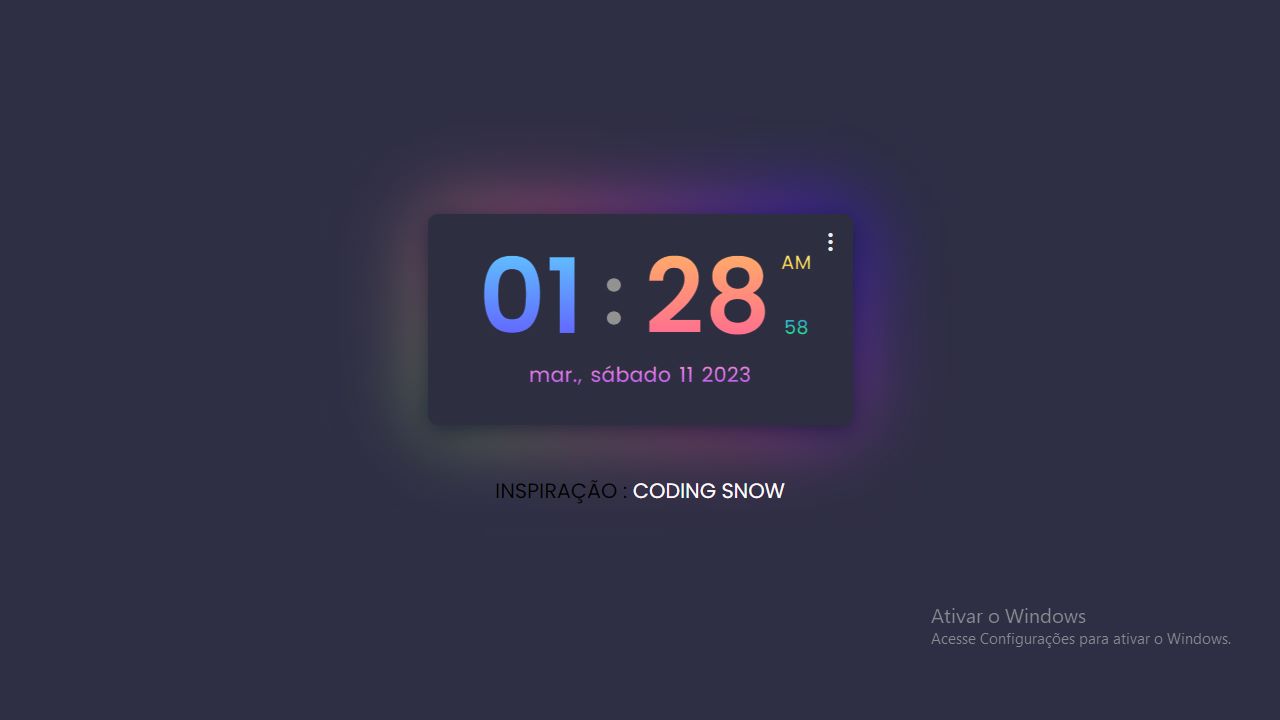 01 : 28 AM
58
mar., sábado 11 2023
INSPIRAÇÃO : CODING SNOW
Ativar o Windows
Acesse Configurações para ativar o Windows.